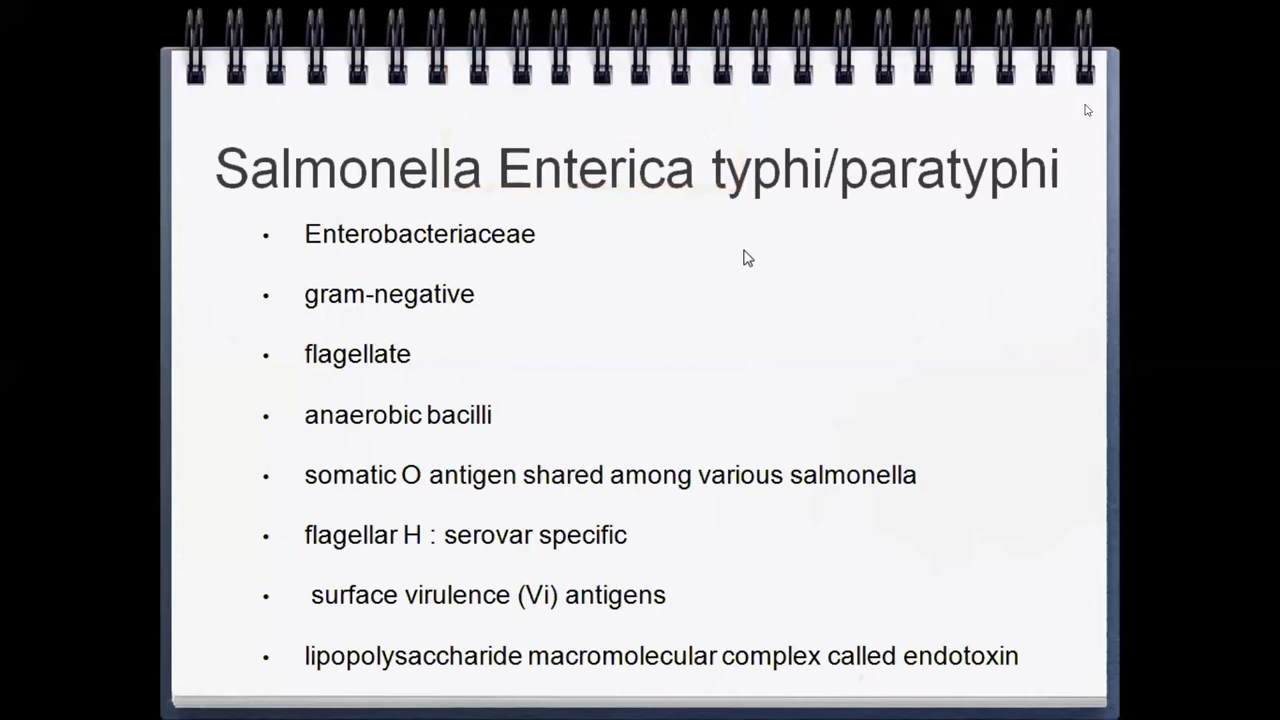 Salmonella Enterica typhi/paratyphi
• Enterobacteriaceae
• gram-negative
• flagellate
• anaerobic bacilli
• somatic O antigen shared among various salmonella
• flagellar H : serovar specific
• surface virulence (Vi) antigens
• lipopolysaccharide macromolecular complex called endotoxin